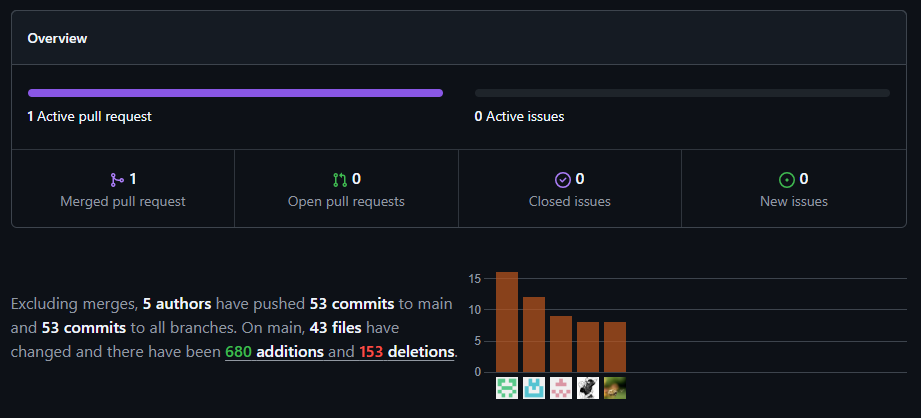 Overview
1 Active pull request
0 Active issues
1
Merged pull request
0
Open pull requests
0
Closed issues
0
New issues
Excluding merges, 5 authors have pushed 53 commits to main
and 53 commits to all branches. On main, 43 files have
changed and there have been 680 additions and 153 deletions.
15
10
5
0